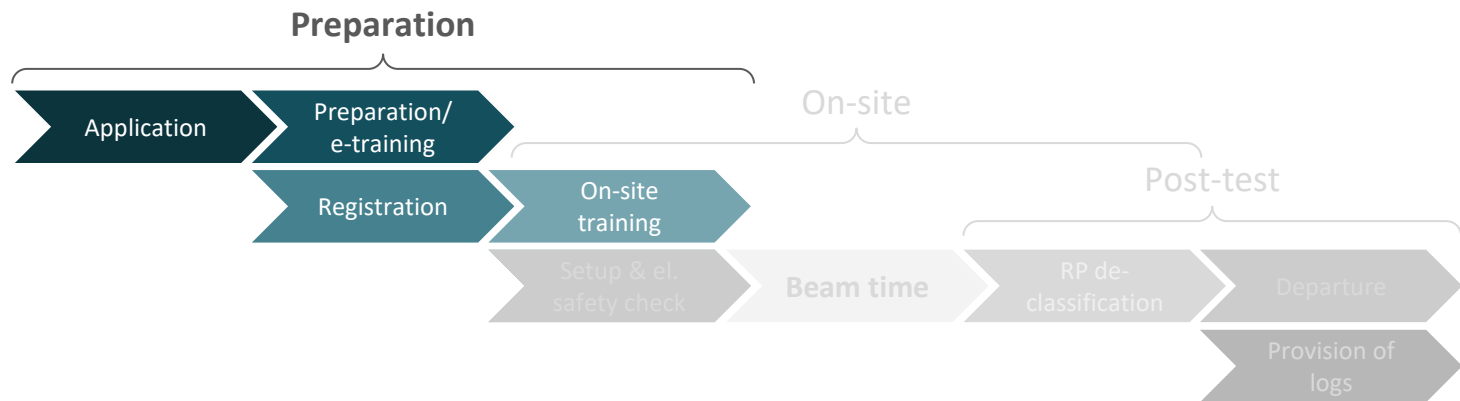 Preparation
On-site
Post-test
Application
Preparation/
e-training
Registration
On-site
training
Setup & el.
safety check
Beam time
RP de-
classification
Departure
Provision of
logs